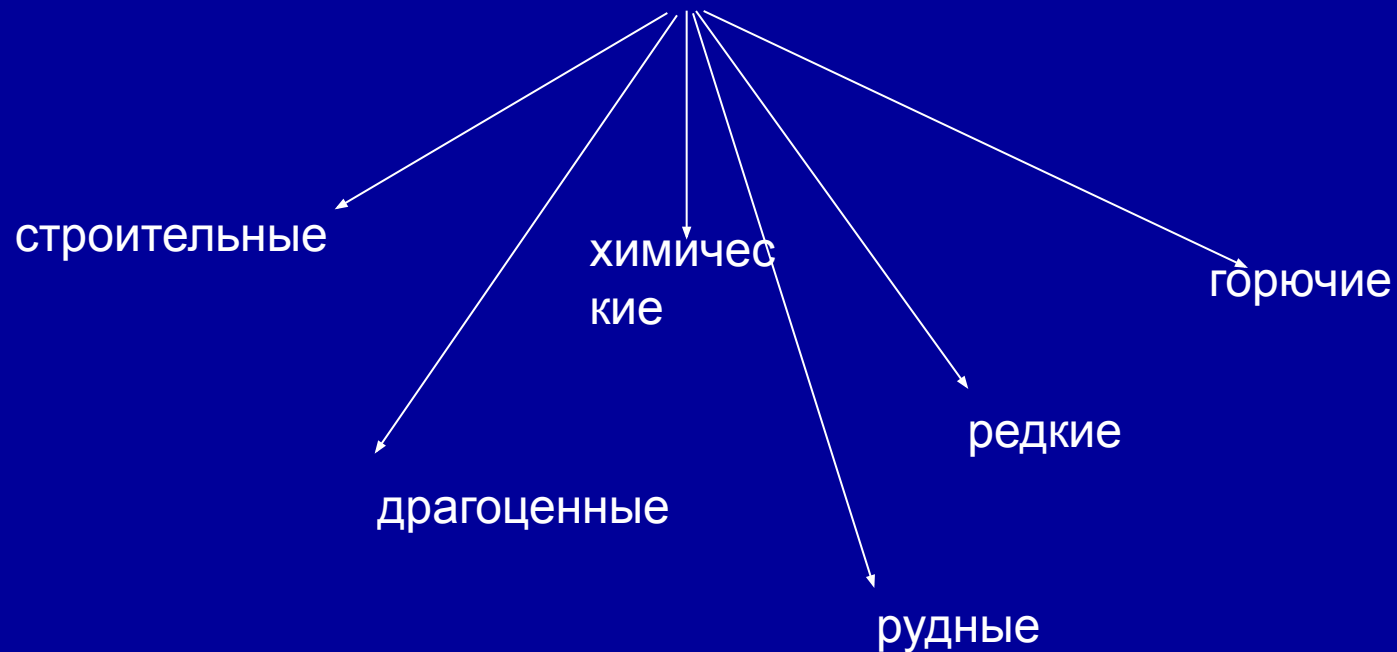 строительные
химичес
кие
горючие
редкие
драгоценные
рудные